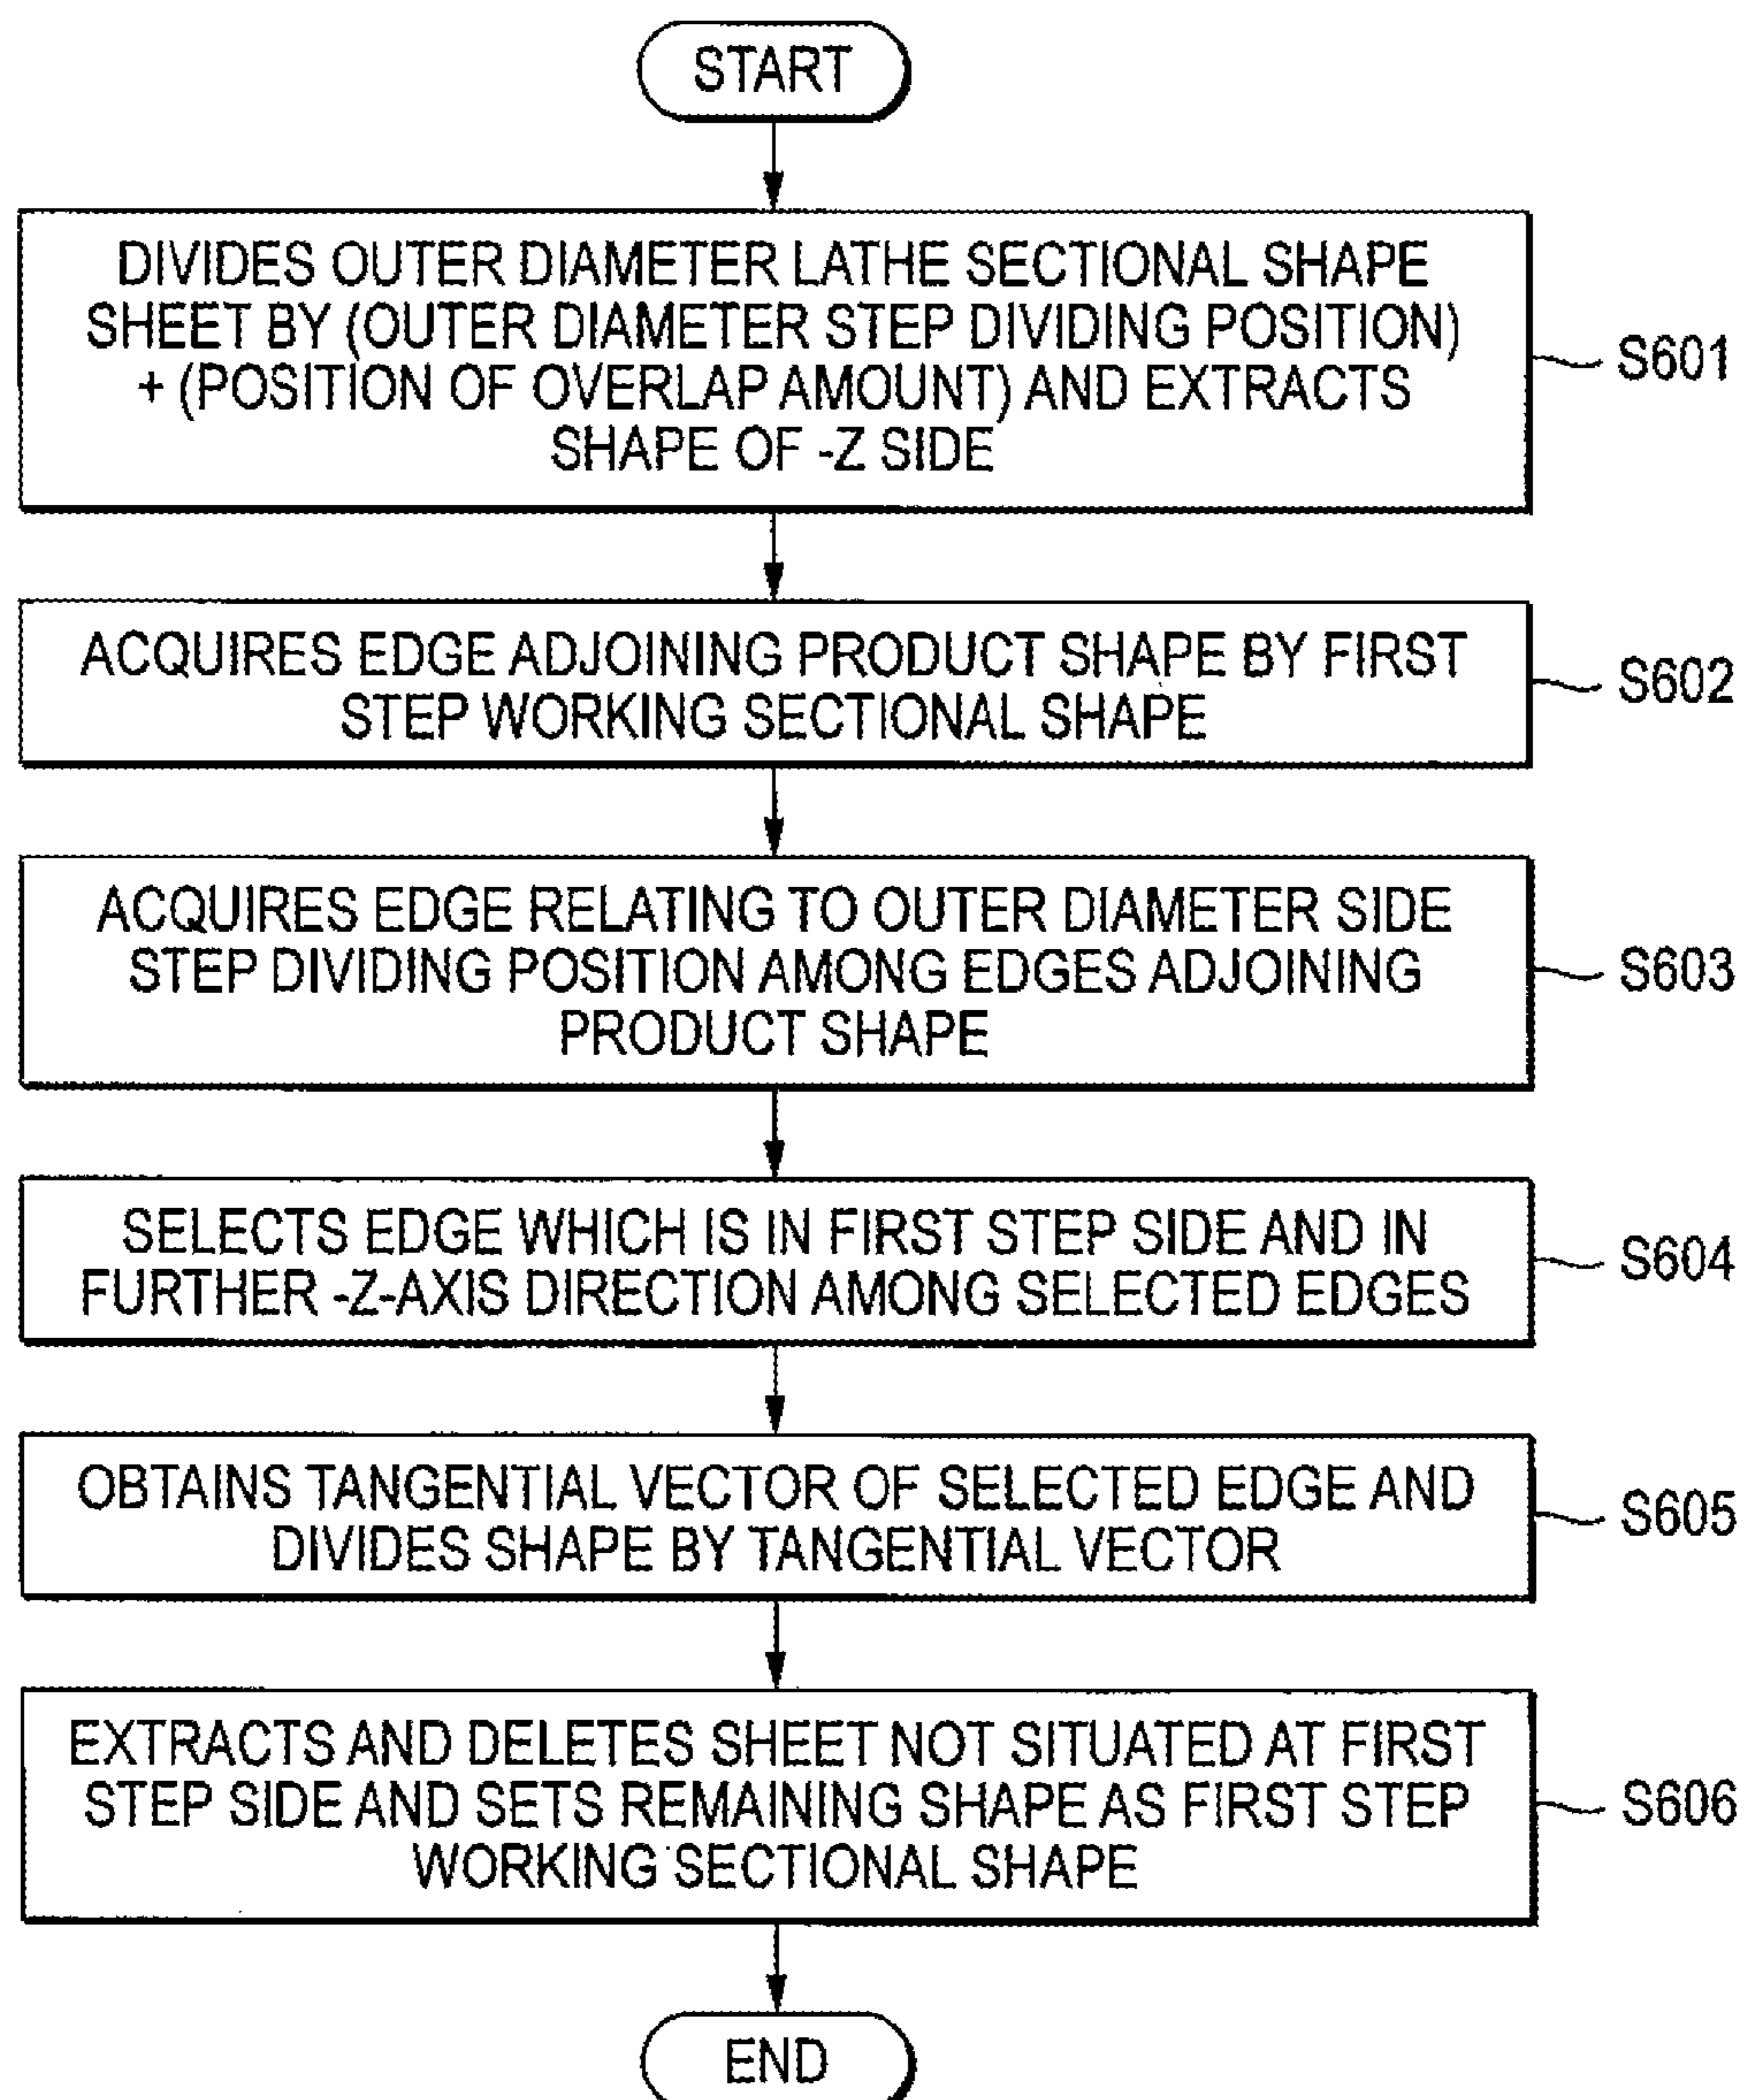 START
DIVIDES OUTER DIAMETER LATHE SECTIONAL SHAPE
SHEET BY (OUTER DIAMETER STEP DIVIDING POSITION)
+ (POSITION OF OVERLAP AMOUNT) AND EXTRACTS
SHAPE OF -Z SIDE
S601
ACQUIRES EDGE ADJOINING PRODUCT SHAPE BY FIRST
STEP WORKING SECTIONAL SHAPE
S602
ACQUIRES EDGE RELATING TO OUTER DIAMETER SIDE
STEP DIVIDING POSITION AMONG EDGES ADJOINING
PRODUCT SHAPE
S603
SELECTS EDGE WHICH IS IN FIRST STEP SIDE AND IN
FURTHER -Z-AXIS DIRECTION AMONG SELECTED EDGES
S604
OBTAINS TANGENTIAL VECTOR OF SELECTED EDGE AND
DIVIDES SHAPE BY TANGENTIAL VECTOR
S605
EXTRACTS AND DELETES SHEET NOT SITUATED AT FIRST
STEP SIDE AND SETS REMAINING SHAPE AS FIRST STEP
WORKING SECTIONAL SHAPE
S606
END